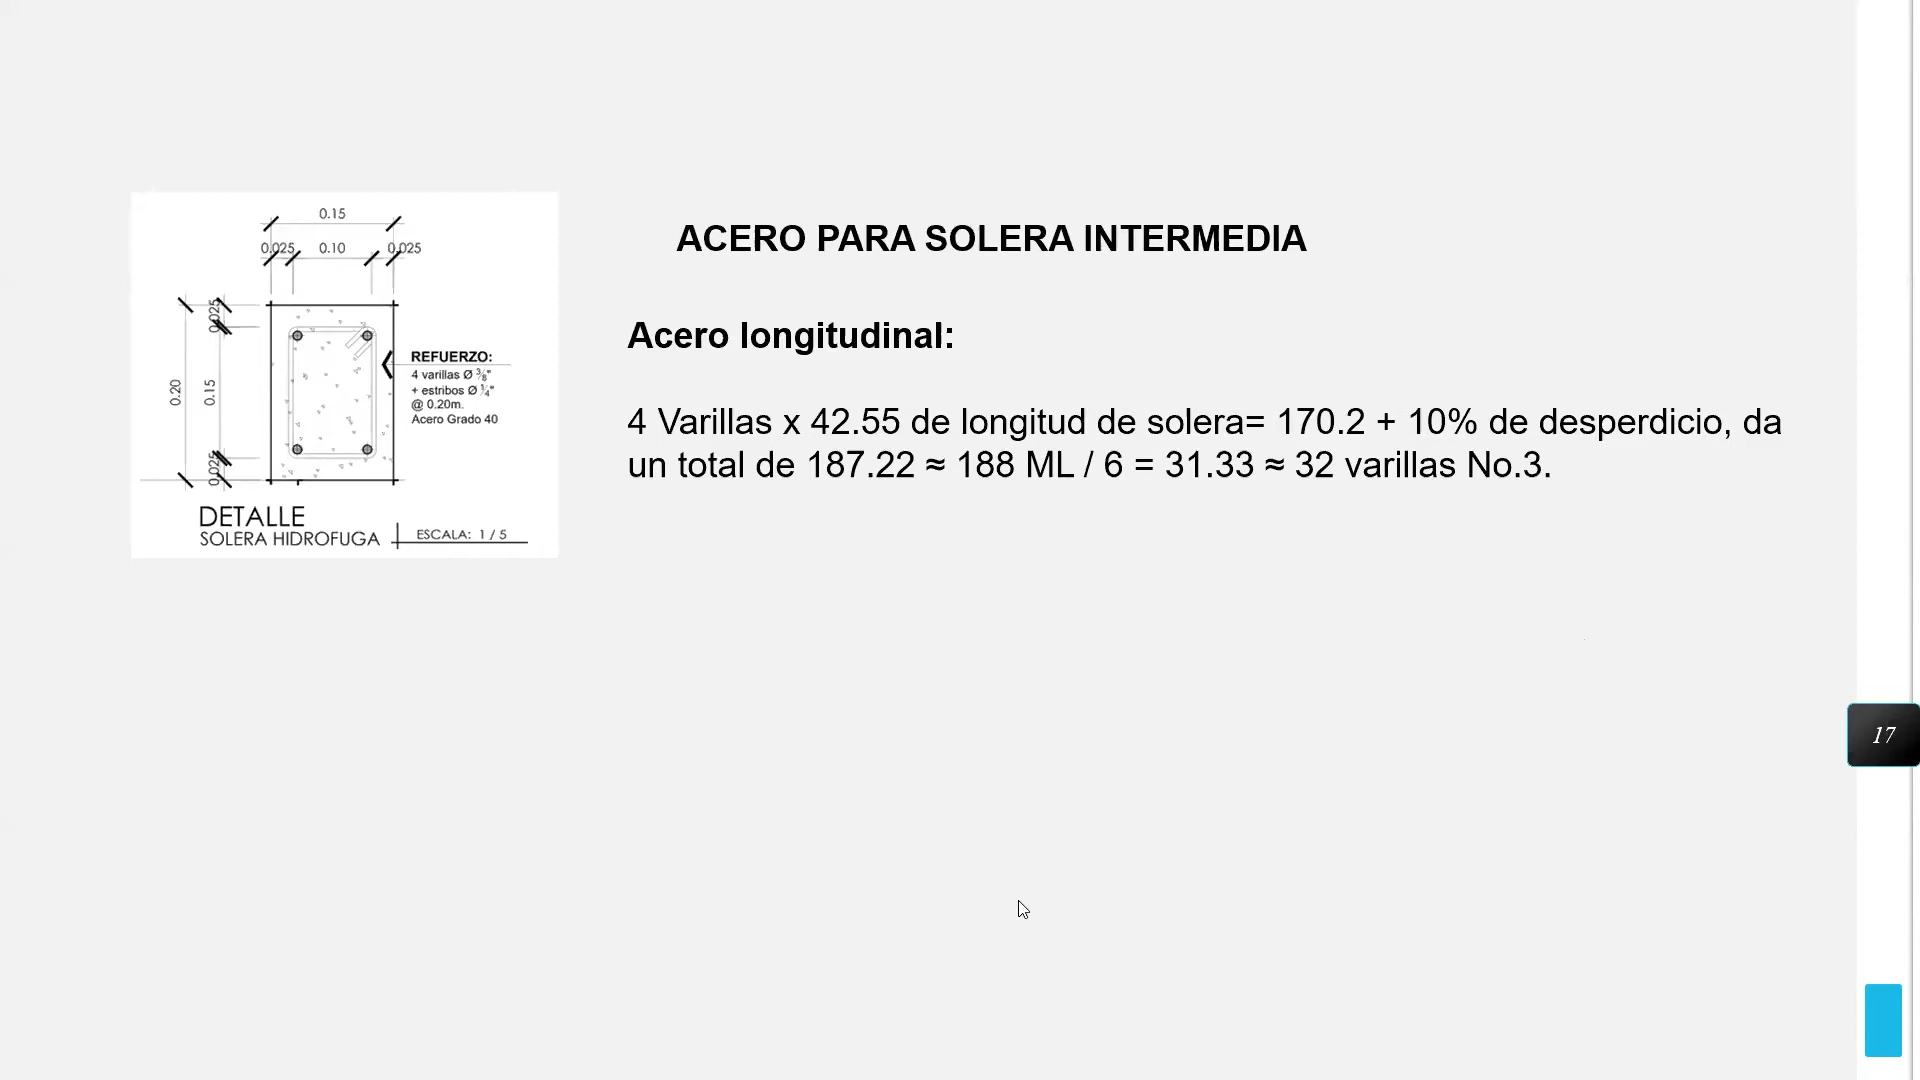 0.15
0.025 0.10 0.025
0.025
0.20
0.15
0.025
REFUERZO:
4 varillas Ø 3/8"
+ estribos Ø 1/4"
@ 0.20m.
Acero Grado 40
DETALLE
SOLERA HIDROFUGA
ESCALA: 1 / 5
ACERO PARA SOLERA INTERMEDIA
Acero longitudinal:
4 Varillas x 42.55 de longitud de solera= 170.2 + 10% de desperdicio, da
un total de 187.22 ≈ 188 ML / 6 = 31.33 ≈ 32 varillas No.3.
17